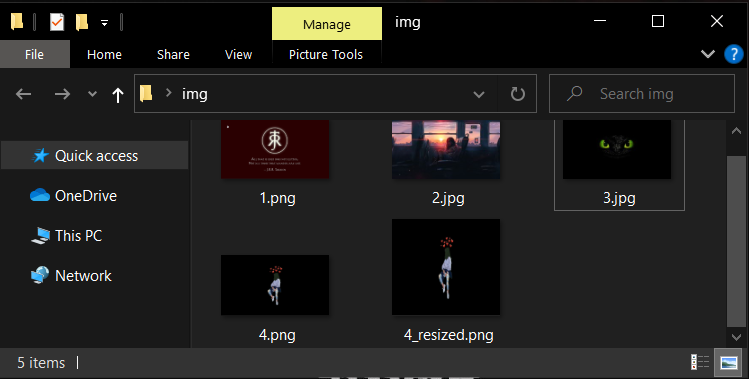 Manage
img
File
Home
Share
View
Picture Tools
img
Search img
Quick access
OneDrive
This PC
Network
1.png
2.jpg
3.jpg
4.png
4_resized.png
5 items